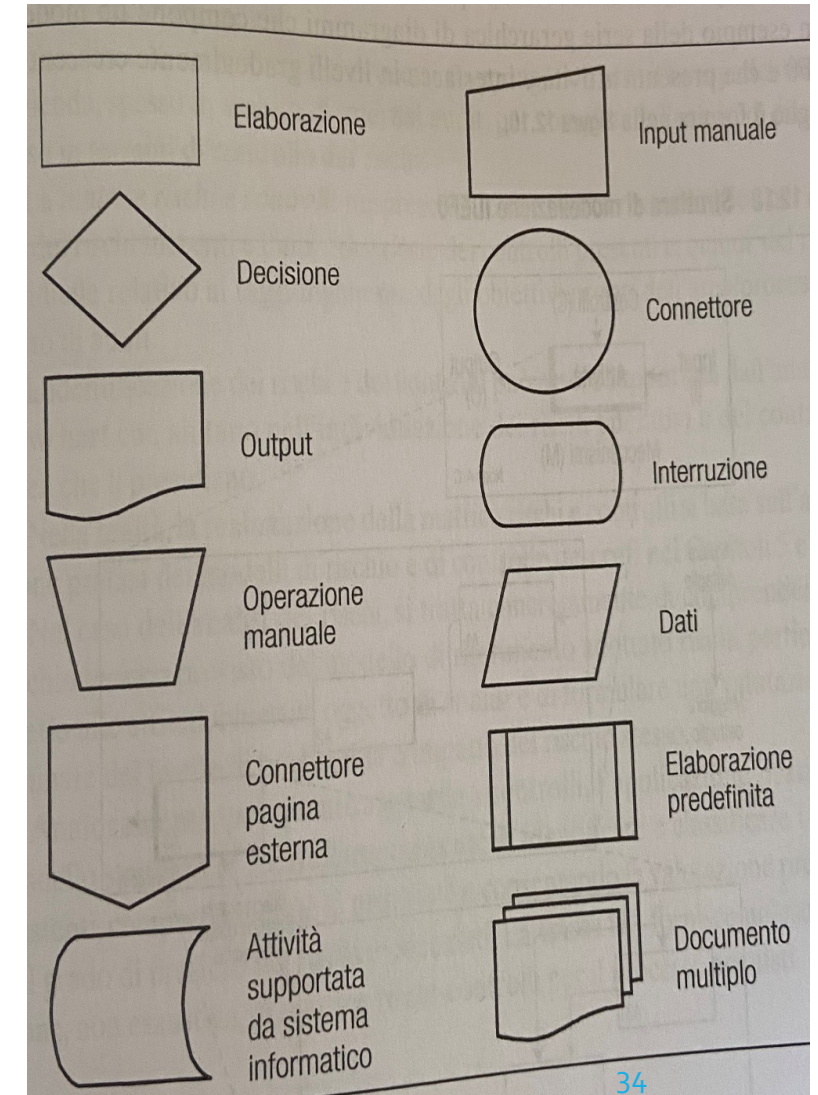 Elaborazione
Input manuale
Decisione
Connettore
Output
Interruzione
Operazione
manuale
Dati
Connettore
pagina
esterna
Elaborazione
predefinita
Attività
supportata
da sistema
informatico
Documento
multiplo
34